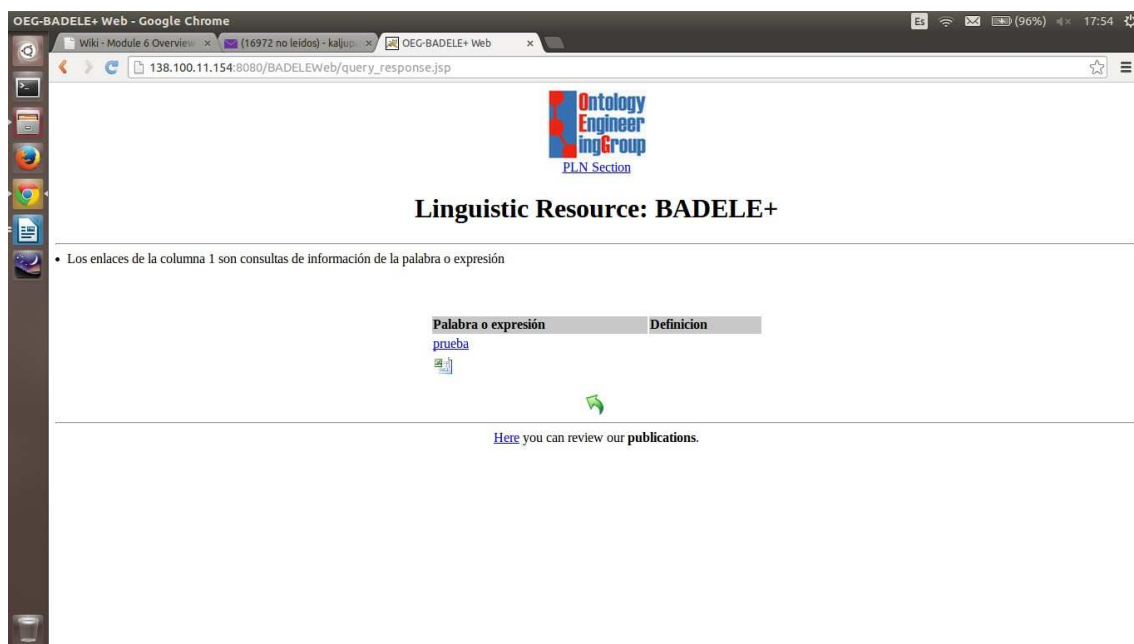 OEG-BADELE+ Web - Google Chrome
Es (96%) 17:54
Wiki - Module 6 Overview × (16972 no leídos) - kaljup × OEG-BADELE+ Web ×
138.100.11.154:8080/BADELEWeb/query_response.jsp
Ontology
Engineer
ingGroup
PLN Section
Linguistic Resource: BADELE+
• Los enlaces de la columna 1 son consultas de información de la palabra o expresión
Palabra o expresión Definicion
prueba
Here you can review our publications.